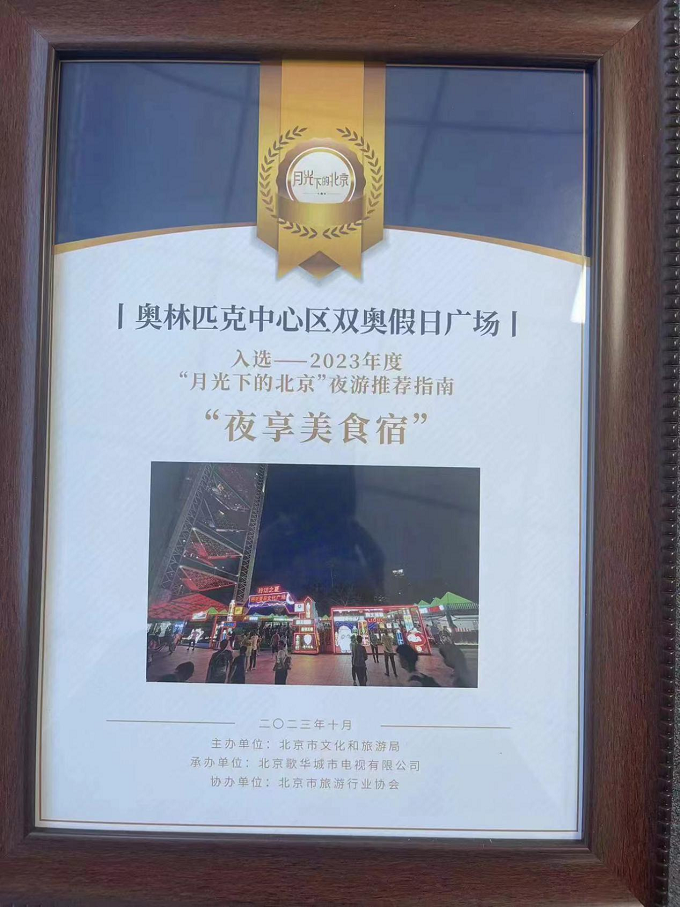 月光下的北京
丨奥林匹克中心区双奥假日广场丨
入选——2023年度
“月光下的北京”夜游推荐指南
“夜享美食宿”
二〇二三年十月
主办单位：北京市文化和旅游局
承办单位：北京歌华城市电视有限公司
协办单位：北京市旅游行业协会